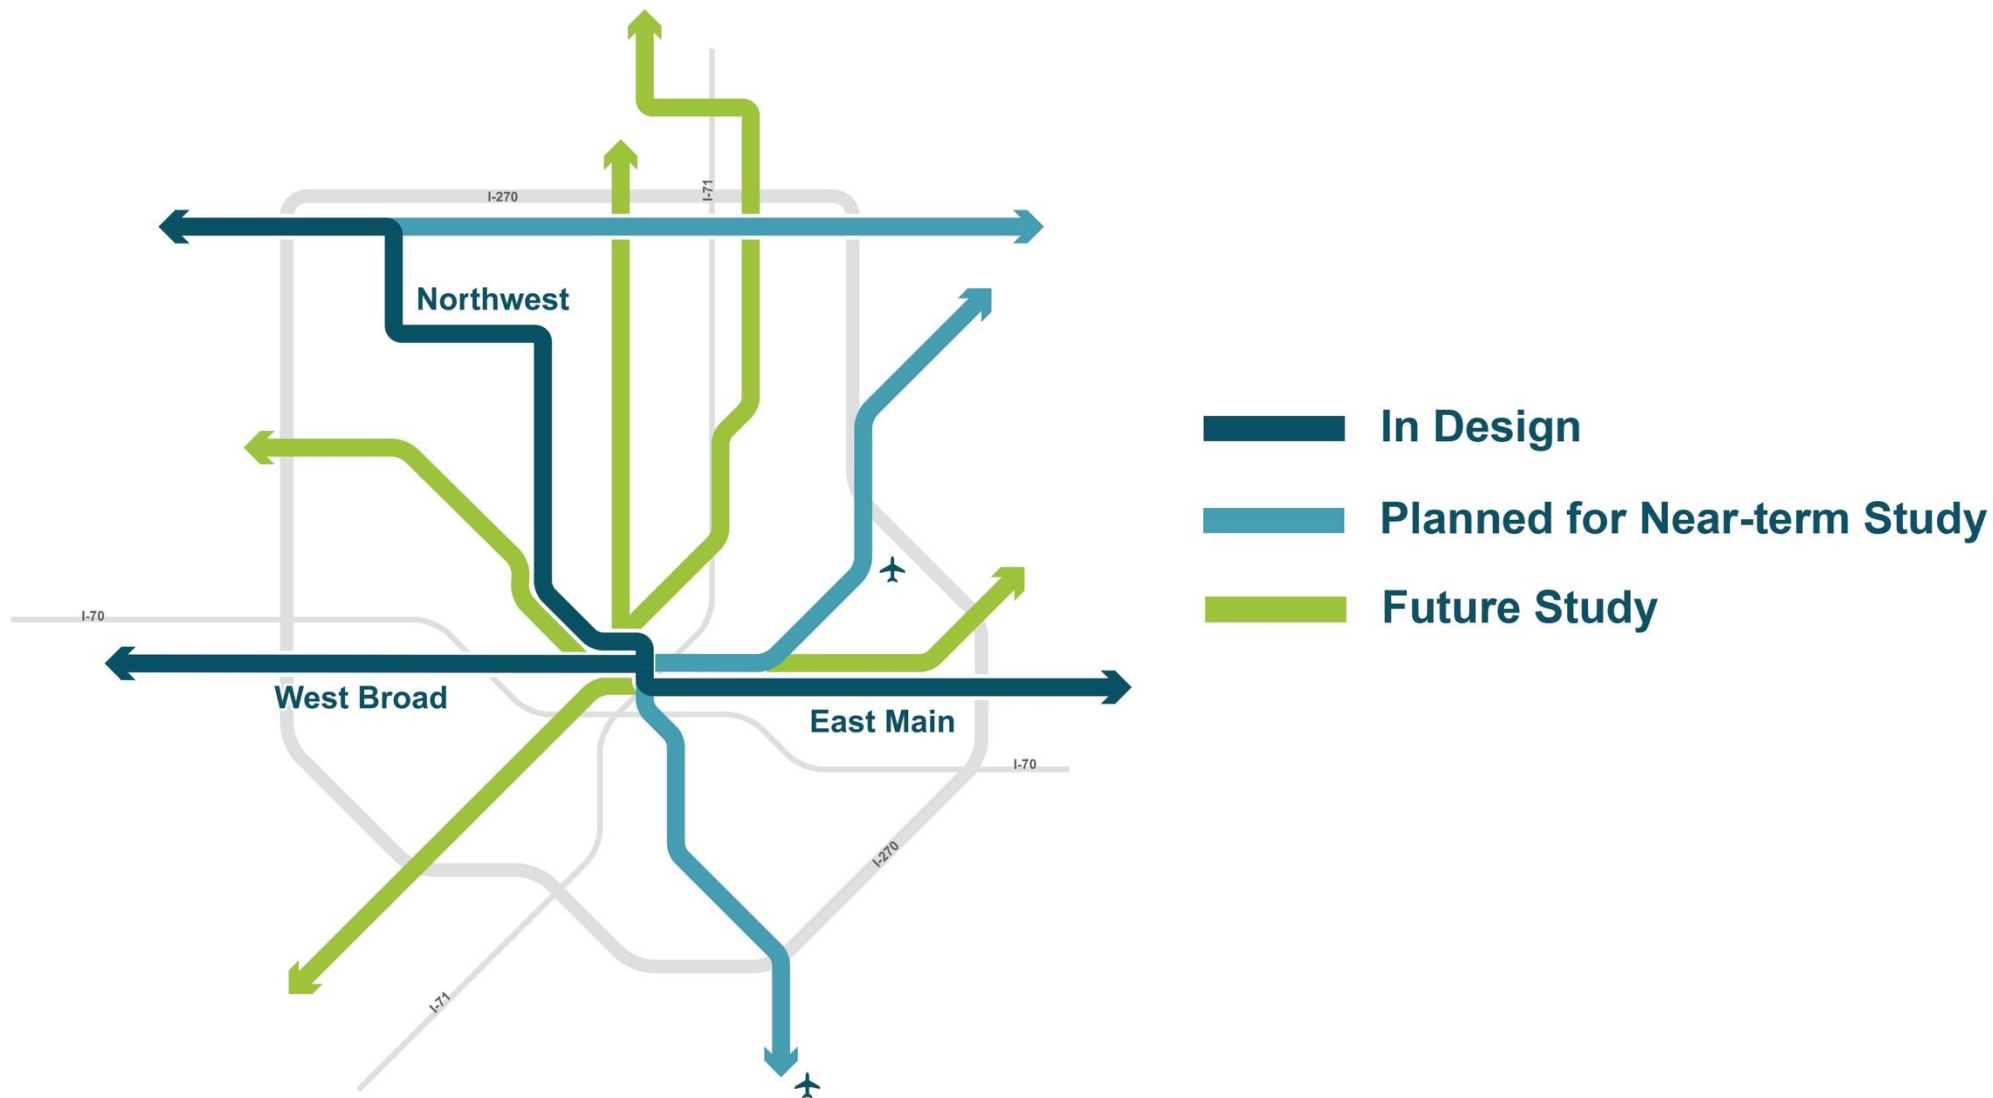 I-270
I-71
Northwest
I-70
West Broad
East Main
I-70
I-270
I-71
In Design
Planned for Near-term Study
Future Study